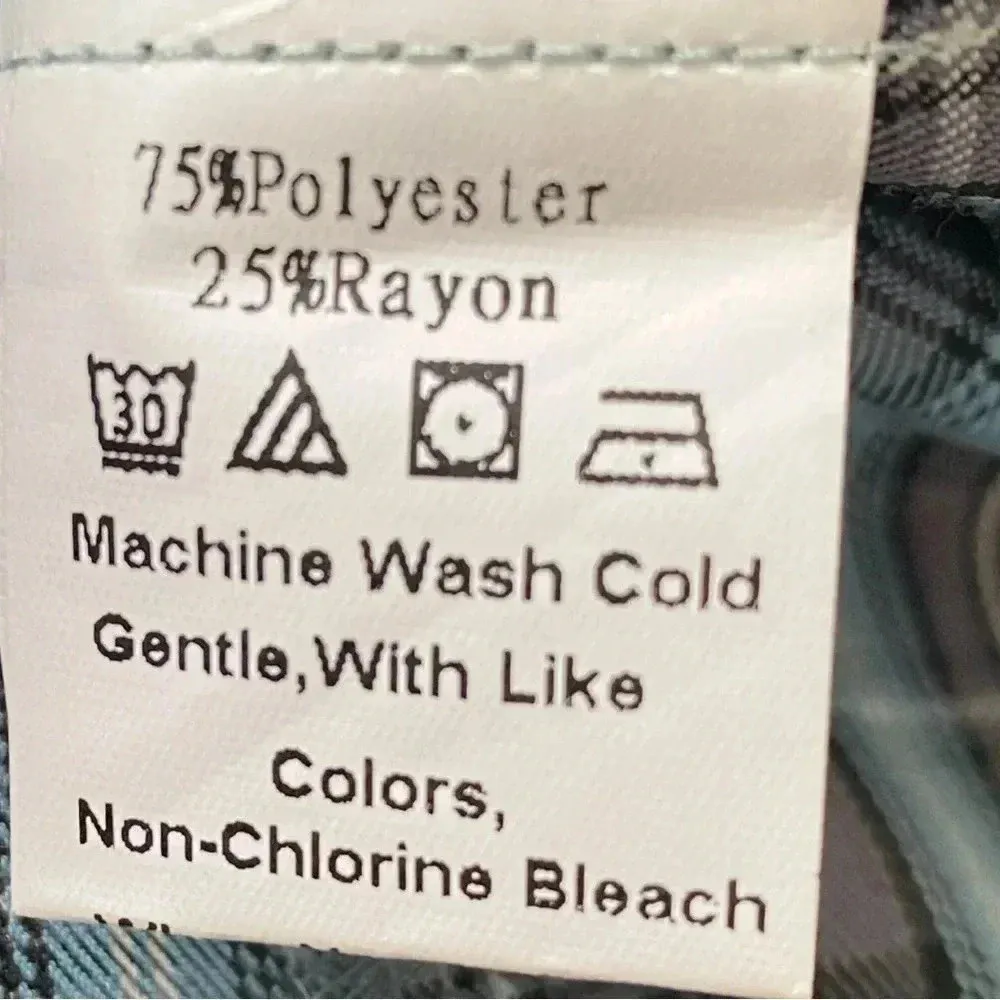 75%Polyester
25%Rayon
30
Machine Wash Cold
Gentle,With Like
Colors,
Non-Chlorine Bleach